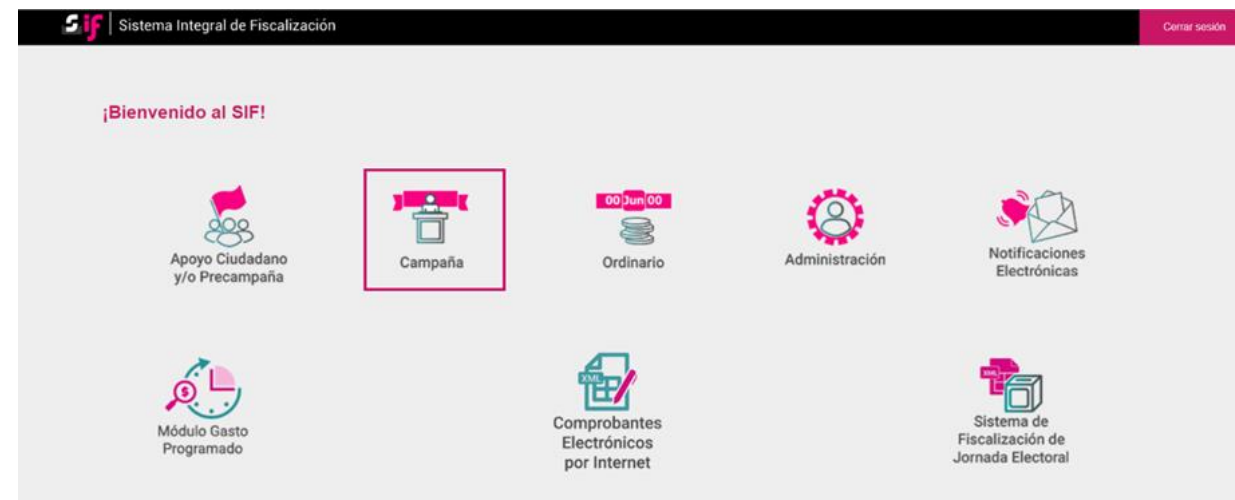 Sif Sistema Integral de Fiscalización
Cerrar sesión
¡Bienvenido al SIF!
00 Jun 00
Apoyo Ciudadano
y/o Precampaña
Campaña
Ordinario
Administración
Notificaciones
Electrónicas
$
XML
XML
Módulo Gasto
Programado
Comprobantes
Electrónicos
por Internet
Sistema de
Fiscalización de
Jornada Electoral